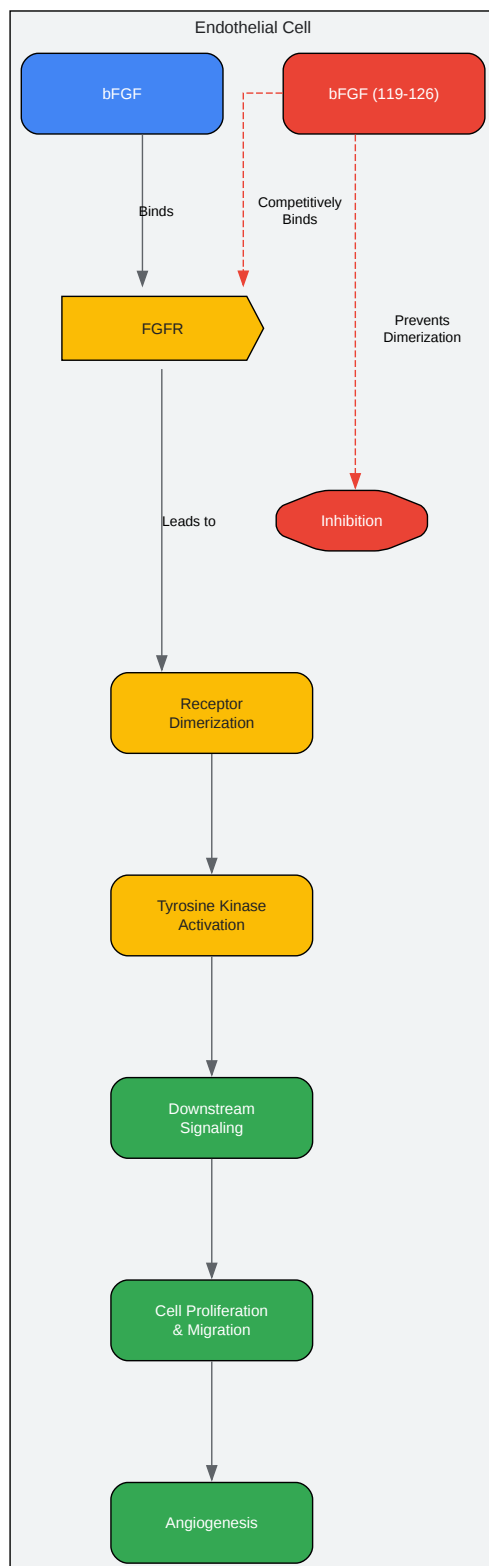 Endothelial Cell
bFGF
bFGF (119-126)
Binds
Competitively
Binds
FGFR
Prevents
Dimerization
Leads to
Inhibition
Receptor
Dimerization
Tyrosine Kinase
Activation
Downstream
Signaling
Cell Proliferation
& Migration
Angiogenesis